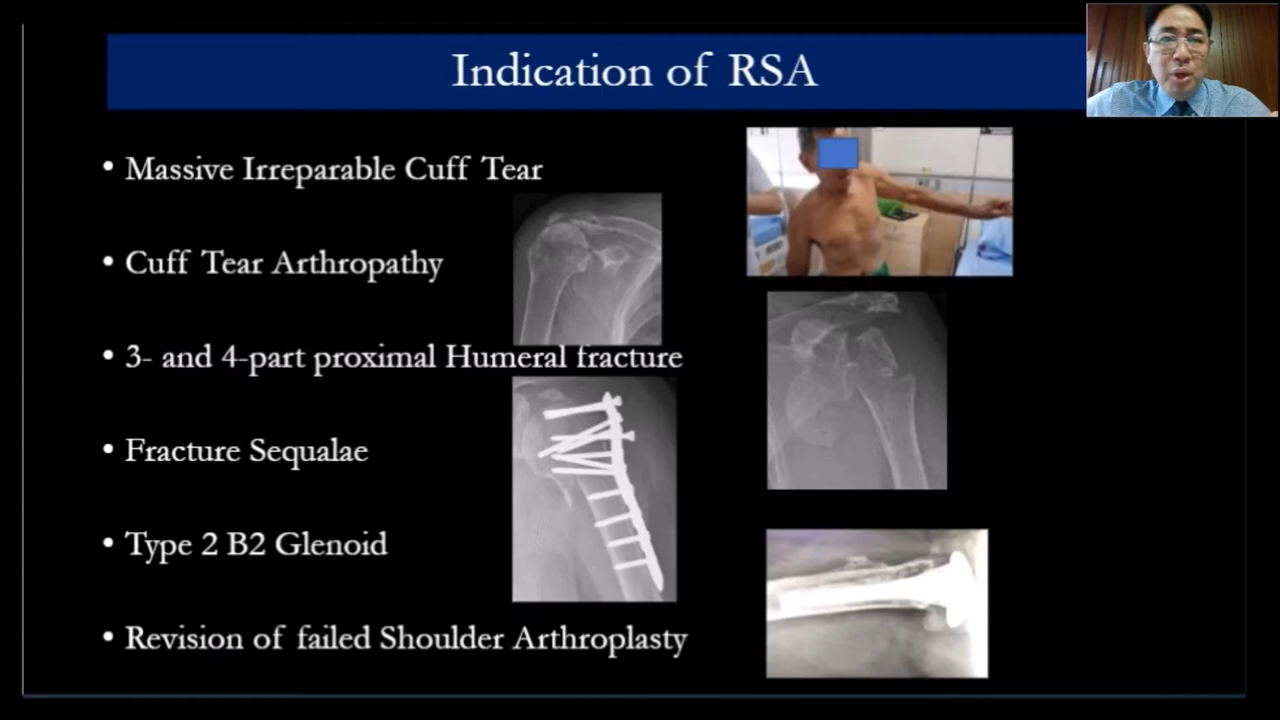 Indication of RSA
• Massive Irreparable Cuff Tear
• Cuff Tear Arthropathy
• 3- and 4-part proximal Humeral fracture
• Fracture Sequalae
• Type 2 B2 Glenoid
• Revision of failed Shoulder Arthroplasty